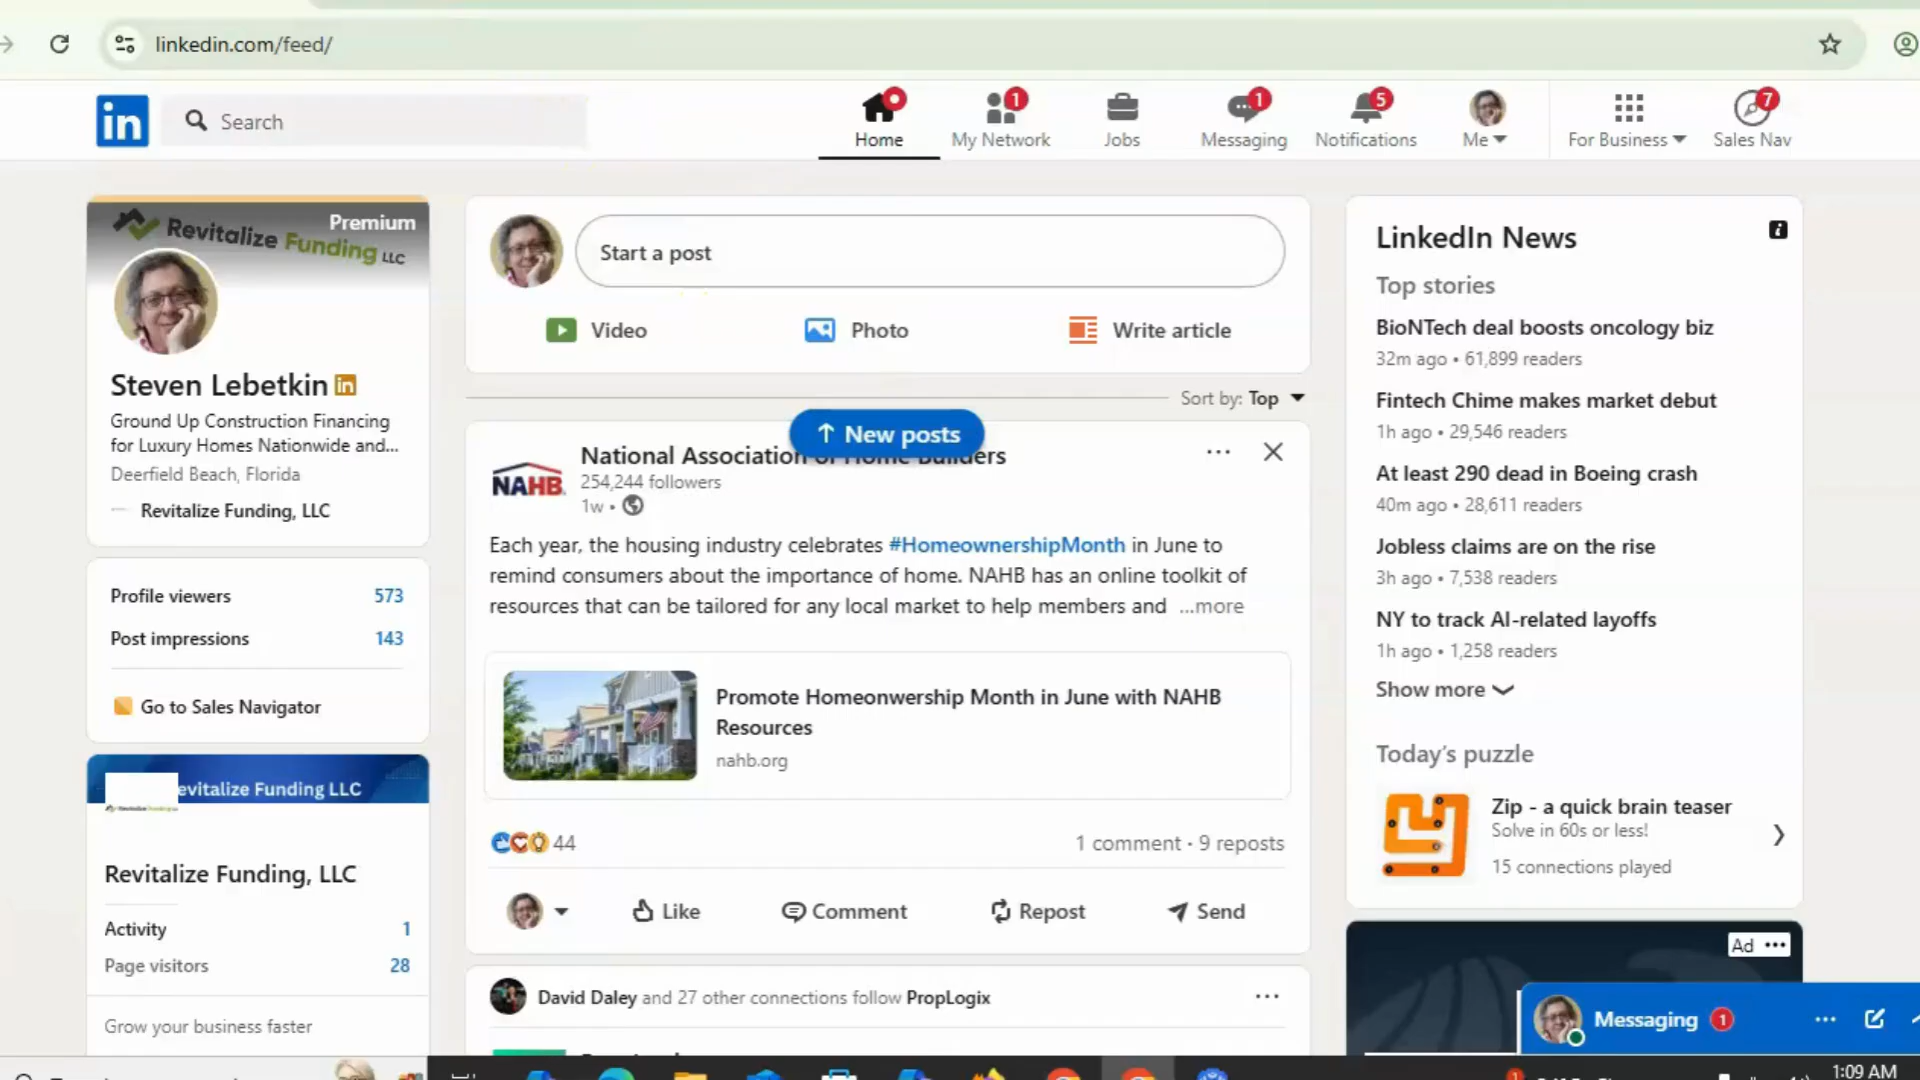 linkedin.com/feed/
in
Search
Home
1
My Network
Jobs
1
Messaging
5
Notifications
Me
For Business
7
Sales Nav
Revitalize Funding LLC
Premium
Steven Lebetkin in
Ground Up Construction Financing
for Luxury Homes Nationwide and...
Deerfield Beach, Florida
Revitalize Funding, LLC
Profile viewers 573
Post impressions 143
Go to Sales Navigator
evitalize Funding LLC
Revitalize Funding, LLC
Activity 1
Page visitors 28
Grow your business faster
Start a post
Video
Photo
Write article
Sort by: Top
↑ New posts
NAHB
National Association of Home Builders
254,244 followers
1w •
Each year, the housing industry celebrates #HomeownershipMonth in June to
remind consumers about the importance of home. NAHB has an online toolkit of
resources that can be tailored for any local market to help members and ...more
Promote Homeonwership Month in June with NAHB
Resources
nahb.org
44
1 comment • 9 reposts
Like
Comment
Repost
Send
David Daley and 27 other connections follow PropLogix
LinkedIn News
Top stories
BioNTech deal boosts oncology biz
32m ago • 61,899 readers
Fintech Chime makes market debut
1h ago • 29,546 readers
At least 290 dead in Boeing crash
40m ago • 28,611 readers
Jobless claims are on the rise
3h ago • 7,538 readers
NY to track AI-related layoffs
1h ago • 1,258 readers
Show more
Today's puzzle
Zip - a quick brain teaser
Solve in 60s or less!
15 connections played
Ad
Messaging 1
1:09 AM